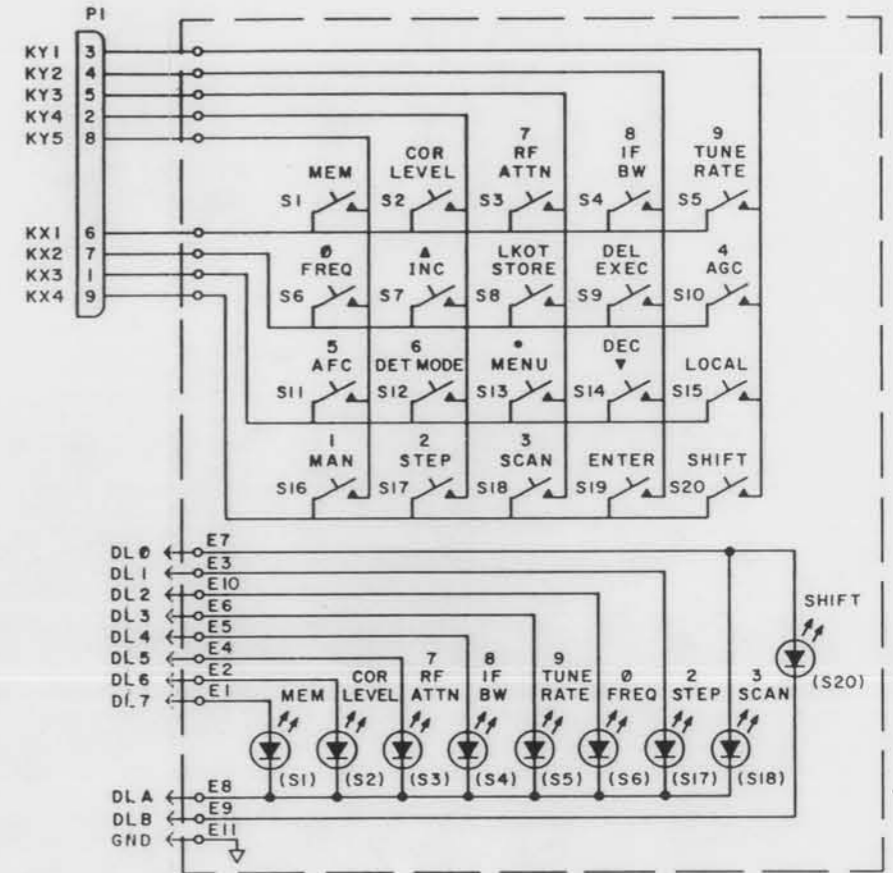 P1
KY1 3
KY2 4
KY3 5
KY4 2
KY5 8
KX1 6
KX2 7
KX3 1
KX4 9
7 8 9
COR RF IF TUNE
MEM LEVEL ATTN BW RATE
S1 S2 S3 S4 S5
Ø ▲ LKOT DEL 4
FREQ INC STORE EXEC AGC
S6 S7 S8 S9 S10
5 6 • DEC
AFC DET MODE MENU ▼ LOCAL
S11 S12 S13 S14 S15
1 2 3
MAN STEP SCAN ENTER SHIFT
S16 S17 S18 S19 S20
DL Ø E7
DL 1 E3
DL 2 E10
DL 3 E6
DL 4 E5
DL 5 E4
DL 6 E2
DL 7 E1
SHIFT
(S20)
7 8 9
COR RF IF TUNE Ø 2 3
MEM LEVEL ATTN BW RATE FREQ STEP SCAN
(S1) (S2) (S3) (S4) (S5) (S6) (S17) (S18)
DLA E8
DLB E9
GND E11